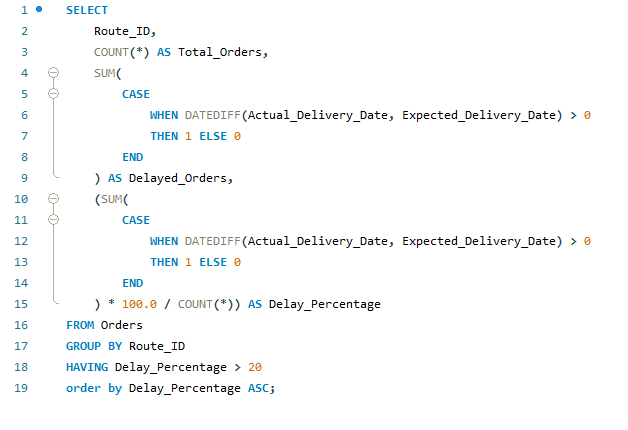 1 SELECT
2 Route_ID,
3 COUNT(*) AS Total_Orders,
4 SUM(
5 CASE
6 WHEN DATEDIFF(Actual_Delivery_Date, Expected_Delivery_Date) > 0
7 THEN 1 ELSE 0
8 END
9 ) AS Delayed_Orders,
10 (SUM(
11 CASE
12 WHEN DATEDIFF(Actual_Delivery_Date, Expected_Delivery_Date) > 0
13 THEN 1 ELSE 0
14 END
15 ) * 100.0 / COUNT(*)) AS Delay_Percentage
16 FROM Orders
17 GROUP BY Route_ID
18 HAVING Delay_Percentage > 20
19 order by Delay_Percentage ASC;